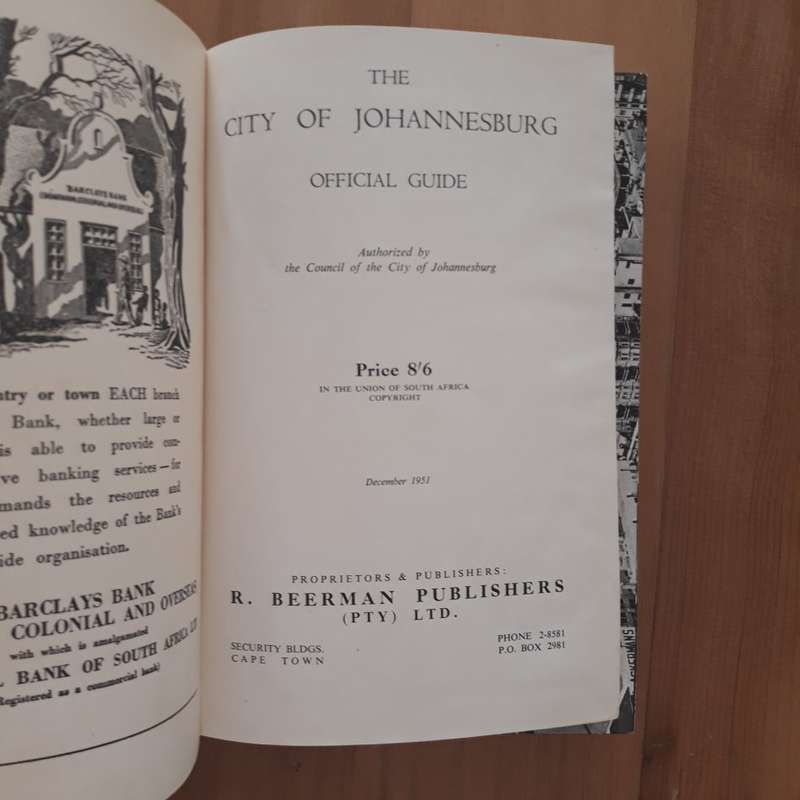 BARCLAYS BANK
ntry or town EACH branch
Bank, whether large or
is able to provide com-
ve banking services—for
mands the resources and
ed knowledge of the Bank's
ide organisation.
BARCLAYS BANK
COLONIAL AND OVERSEAS
with which is amalgamated
L BANK OF SOUTH AFRICA LTD
Registered as a commercial bank)
THE
CITY OF JOHANNESBURG
OFFICIAL GUIDE
Authorized by
the Council of the City of Johannesburg
Price 8'6
IN THE UNION OF SOUTH AFRICA
COPYRIGHT
December 1951
PROPRIETORS & PUBLISHERS:
R. BEERMAN PUBLISHERS
(PTY) LTD.
SECURITY BLDGS.
CAPE TOWN
PHONE 2-8581
P.O. BOX 2981